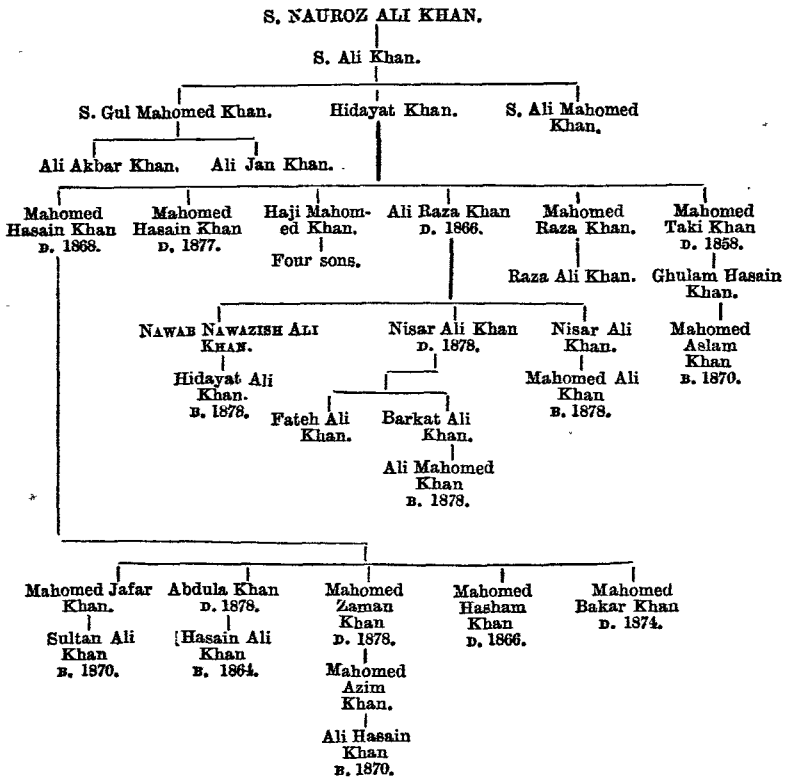 S. NAUROZ ALI KHAN.
S. Ali Khan.
S. Gul Mahomed Khan.
Hidayat Khan.
S. Ali Mahomed
Khan.
Ali Akbar Khan.
Ali Jan Khan.
Mahomed
Hasain Khan
D. 1868.
Mahomed
Hasain Khan
D. 1877.
Haji Mahom-
ed Khan.
Four sons.
Ali Raza Khan
D. 1866.
Mahomed
Raza Khan.
Raza Ali Khan.
Mahomed
Taki Khan
D. 1858.
Ghulam Hasain
Khan.
Mahomed
Aslam
Khan
B. 1870.
NAWAB NAWAZISH ALI
KHAN.
Hidayat Ali
Khan.
B. 1878.
Nisar Ali Khan
D. 1878.
Fateh Ali
Khan.
Barkat Ali
Khan.
Ali Mahomed
Khan
B. 1878.
Nisar Ali
Khan.
Mahomed Ali
Khan
B. 1878.
Mahomed Jafar
Khan.
Sultan Ali
Khan
B. 1870.
Abdula Khan
D. 1878.
[Hasain Ali
Khan
B. 1864.
Mahomed
Zaman
Khan
D. 1878.
Mahomed
Azim
Khan.
Ali Hasain
Khan
B. 1870.
Mahomed
Hasham
Khan
D. 1866.
Mahomed
Bakar Khan
D. 1874.